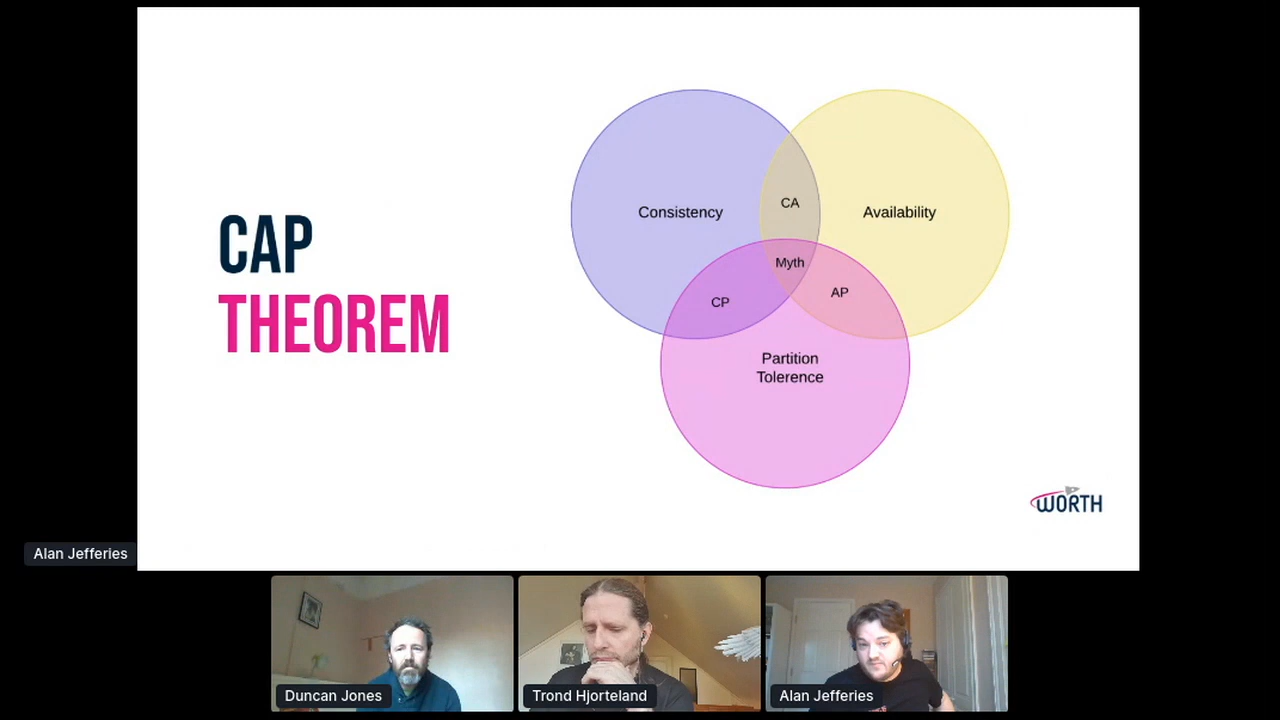 CAP
THEOREM
Consistency
CA
Availability
Myth
CP
AP
Partition
Tolerence
WORTH
Alan Jefferies
Duncan Jones
Trond Hjorteland
Alan Jefferies